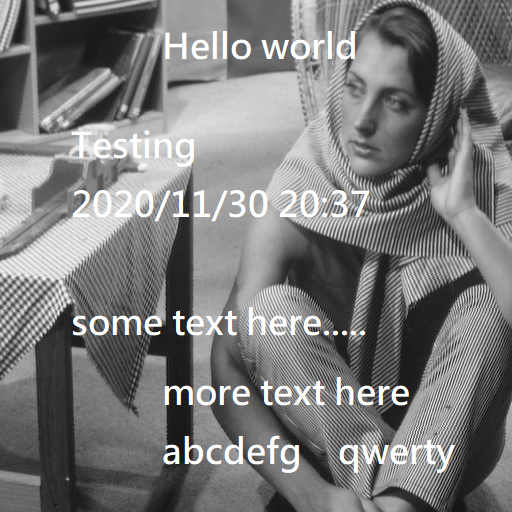 Hello world
Testing
2020/11/30 20:37
some text here.....
more text here
abcdefg qwerty